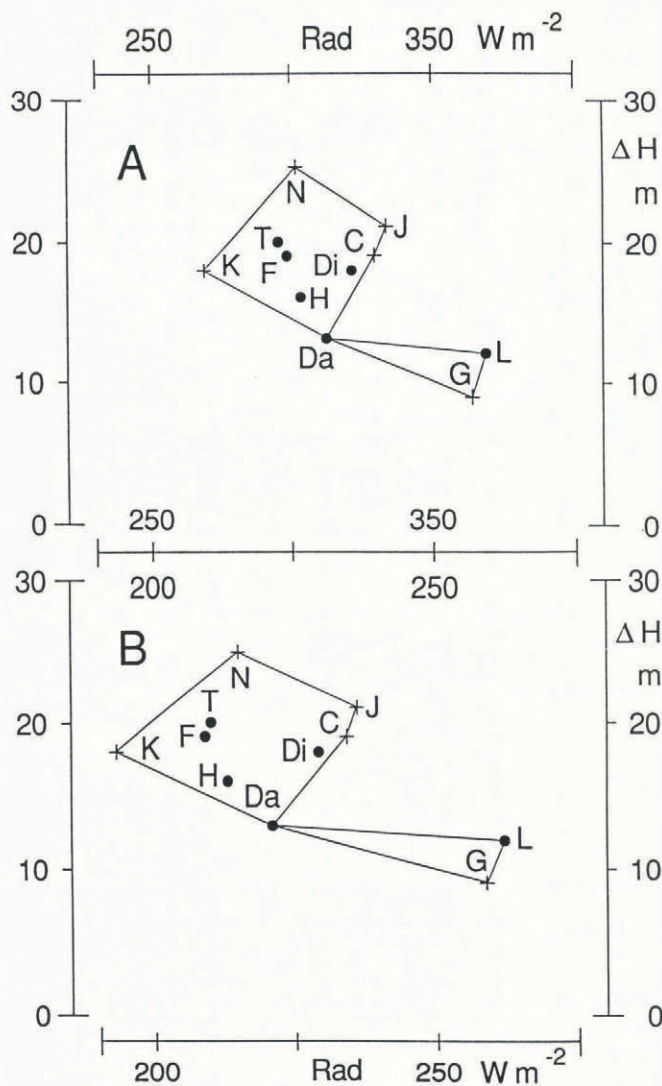 250 Rad 350 W m⁻²
30 30
A ΔH
N m
T C J
20 20
K F Di
H
Da L
10 G 10
0 0
250 350
200 250
30 30
B ΔH
N m
T C J
20 20
F Di
K
H Da
L
10 G 10
0 0
200 Rad 250 W m⁻²